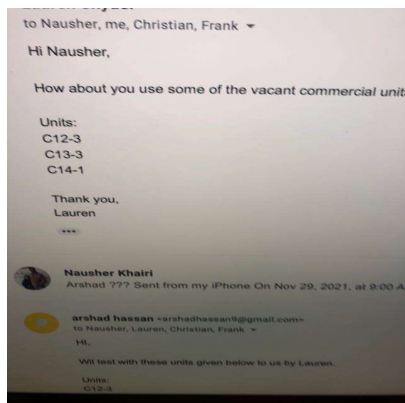 to Nausher, me, Christian, Frank
Hi Nausher,
How about you use some of the vacant commercial unit
Units:
C12-3
C13-3
C14-1
Thank you,
Lauren
Nausher Khairi
Arshad ??? Sent from my iPhone On Nov 29, 2021, at 9:00 A
arshad hassan <arshadhassan9@gmail.com>
to Nausher, Lauren, Christian, Frank
HI,
Wil test with these units given below to us by Lauren.
Units:
C12-3